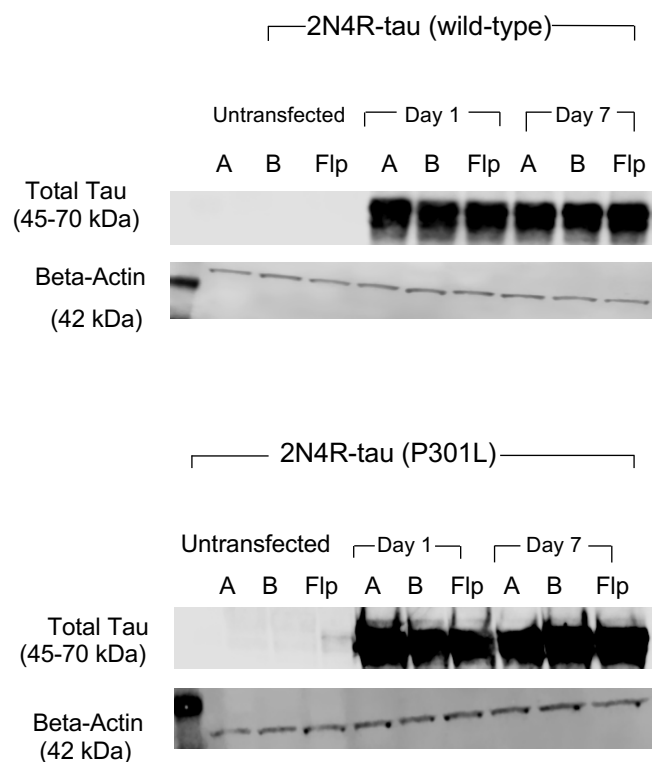 2N4R-tau (wild-type)
Untransfected Day 1 Day 7
A B Flp A B Flp A B Flp
Total Tau
(45-70 kDa)
Beta-Actin
(42 kDa)
2N4R-tau (P301L)
Untransfected Day 1 Day 7
A B Flp A B Flp A B Flp
Total Tau
(45-70 kDa)
Beta-Actin
(42 kDa)